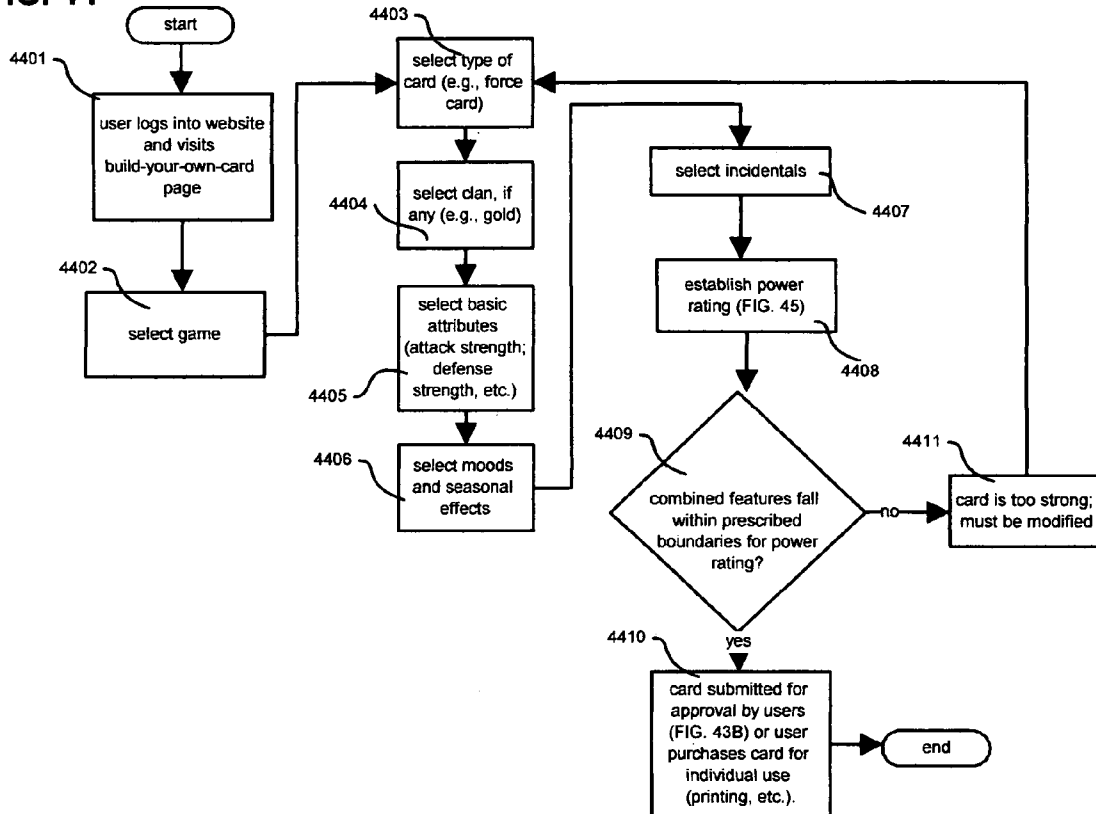 start
4401
user logs into website
and visits
build-your-own-card
page
4402
select game
4403
select type of
card (e.g., force
card)
4404
select clan, if
any (e.g., gold)
select basic
attributes
(attack strength;
defense
strength, etc.)
4405
4406
select moods
and seasonal
effects
select incidentals
4407
establish power
rating (FIG. 45)
4408
4409
combined features fall
within prescribed
boundaries for power
rating?
no
4411
card is too strong;
must be modified
yes
4410
card submitted for
approval by users
(FIG. 43B) or user
purchases card for
individual use
(printing, etc.).
end